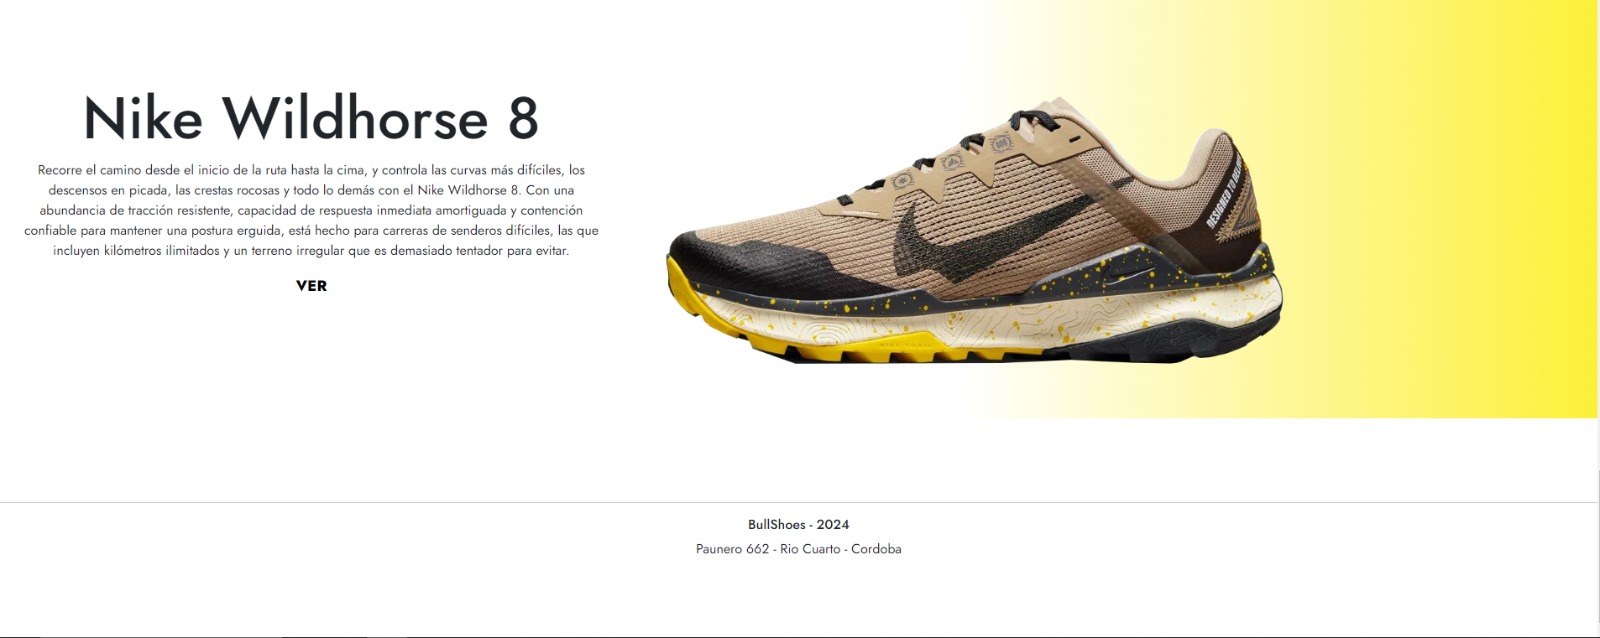 Nike Wildhorse 8
Recorre el camino desde el inicio de la ruta hasta la cima, y controla las curvas más difíciles, los
descensos en picada, las crestas rocosas y todo lo demás con el Nike Wildhorse 8. Con una
abundancia de tracción resistente, capacidad de respuesta inmediata amortiguada y contención
confiable para mantener una postura erguida, está hecho para carreras de senderos difíciles, las que
incluyen kilómetros ilimitados y un terreno irregular que es demasiado tentador para evitar.
VER
DESIGNED TO
BullShoes - 2024
Paunero 662 - Rio Cuarto - Cordoba